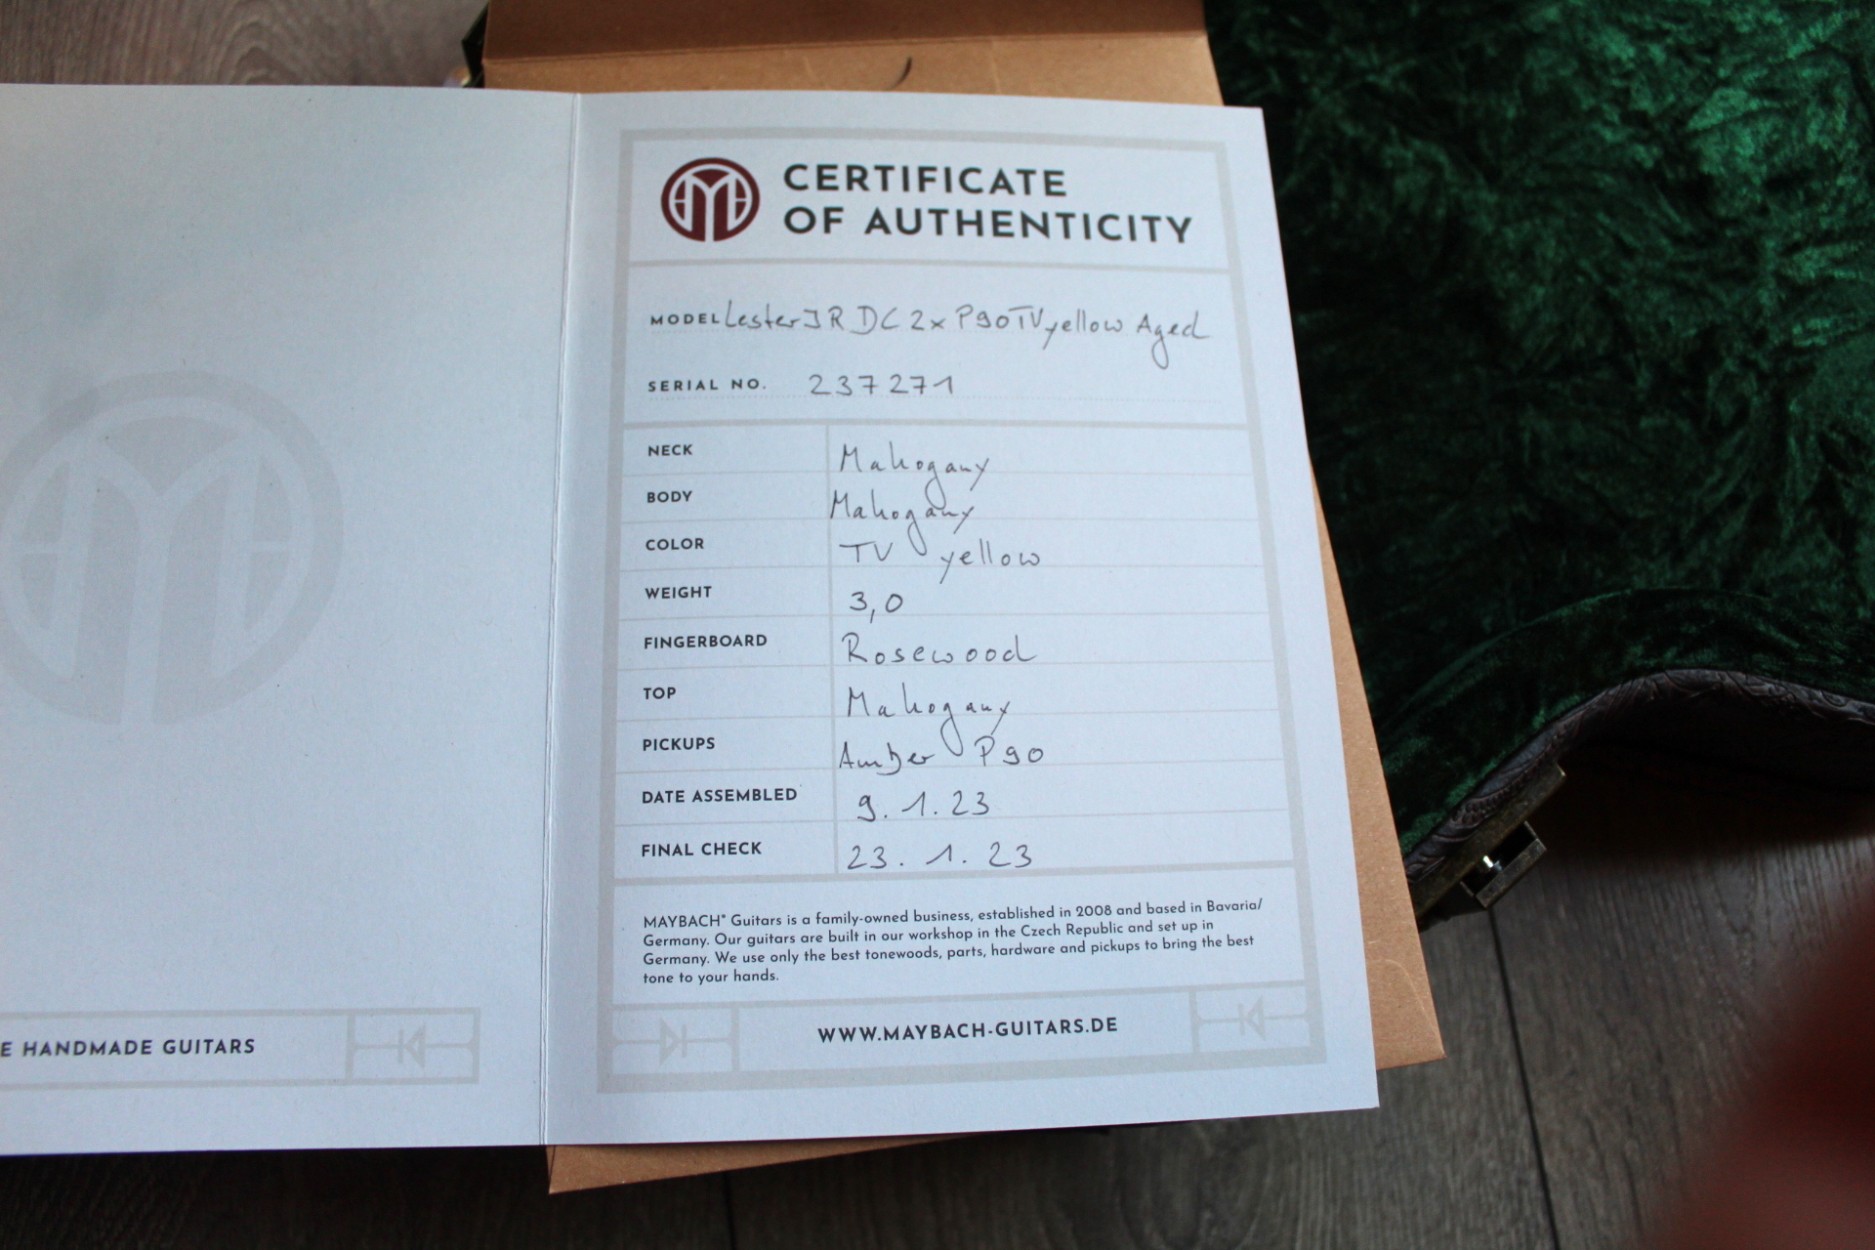 E HANDMADE GUITARS
CERTIFICATE
OF AUTHENTICITY
MODEL Lester JR DC 2x P90 TV yellow Aged
SERIAL NO. 237271
NECK Mahogany
BODY Mahogany
COLOR TV yellow
WEIGHT 3,0
FINGERBOARD Rosewood
TOP Mahogany
PICKUPS Amber P90
DATE ASSEMBLED 9.1.23
FINAL CHECK 23.1.23
MAYBACH® Guitars is a family-owned business, established in 2008 and based in Bavaria/
Germany. Our guitars are built in our workshop in the Czech Republic and set up in
Germany. We use only the best tonewoods, parts, hardware and pickups to bring the best
tone to your hands.
WWW.MAYBACH-GUITARS.DE